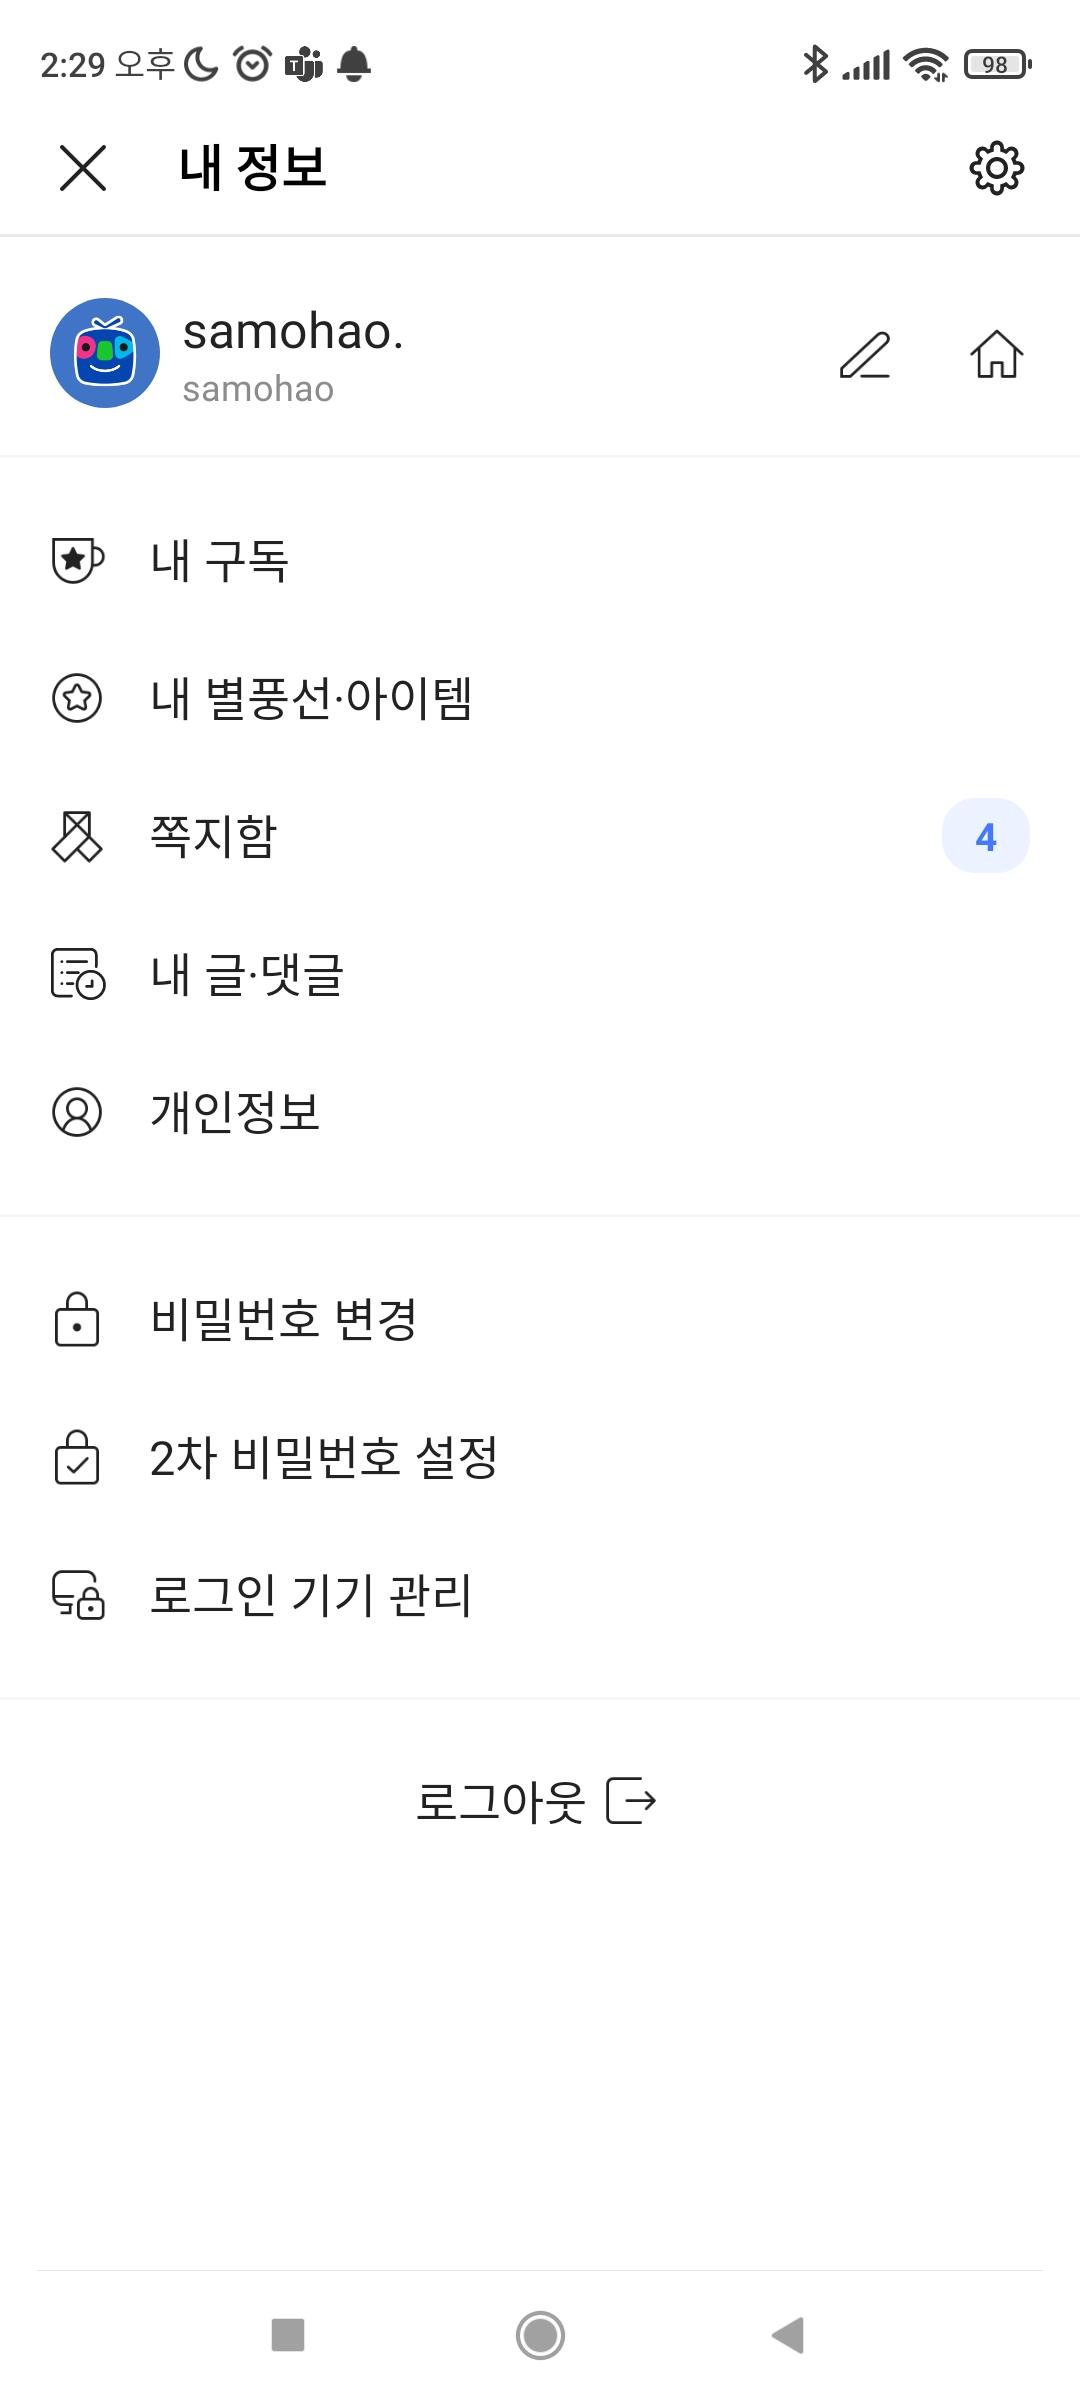 2:29 오후
98
내 정보
samohao.
samohao
내 구독
내 별풍선·아이템
쪽지함
4
내 글·댓글
개인정보
비밀번호 변경
2차 비밀번호 설정
로그인 기기 관리
로그아웃